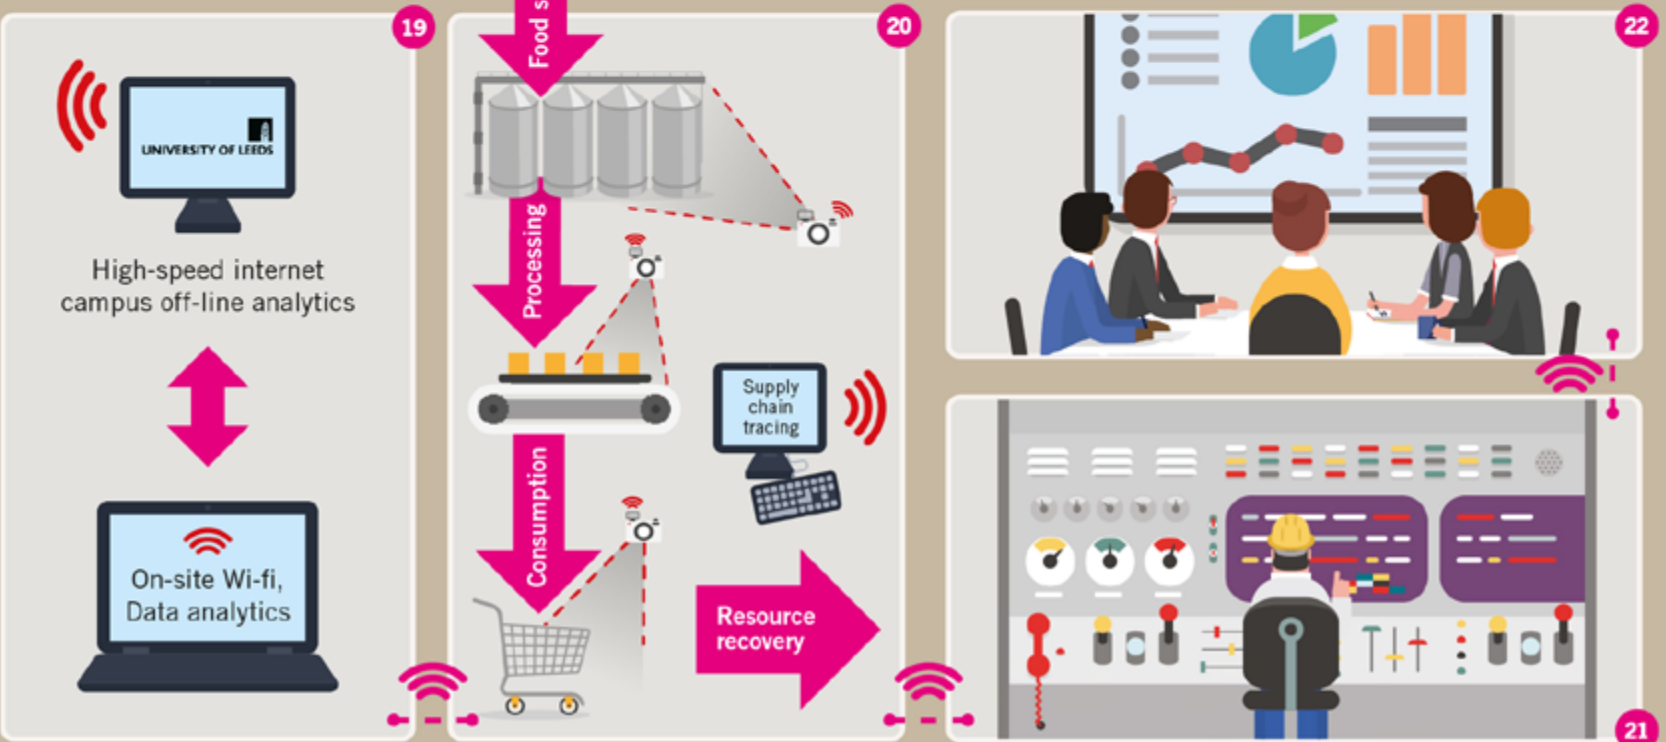 19
UNIVERSITY OF LEEDS
High-speed internet
campus off-line analytics
On-site Wi-fi,
Data analytics
20
Food s
Processing
Consumption
Supply
chain
tracing
Resource
recovery
22
21